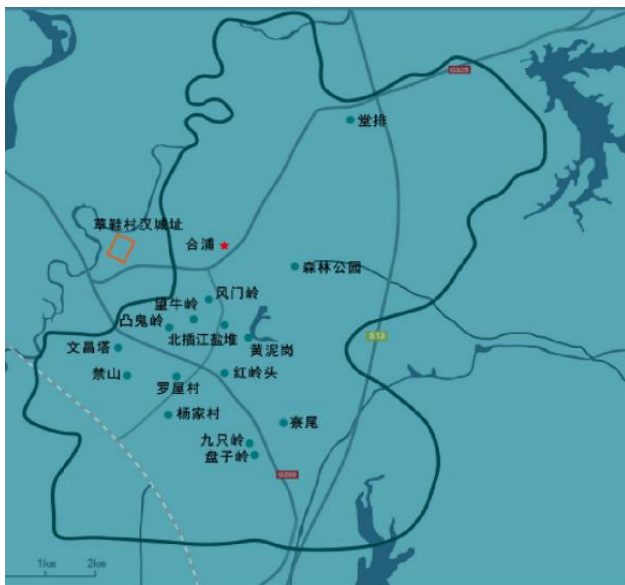 G325
堂排
草鞋村汉城址
合浦
森林公园
风门岭
望牛岭
凸鬼岭
北插江盐堆
黄泥岗
S13
文昌塔
禁山
罗屋村
红岭头
杨家村
寮尾
九只岭
盘子岭
1km
2km